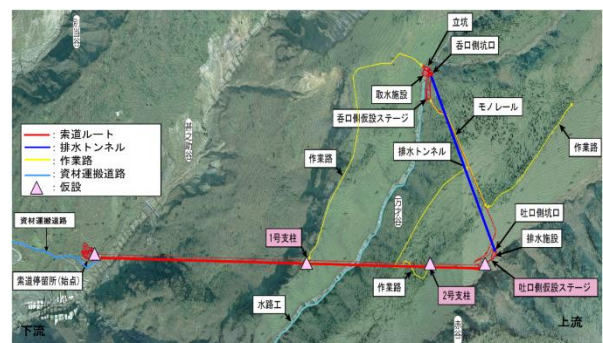 立坑
呑口側坑口
取水施設
呑口側仮設ステージ
モノレール
作業路
排水トンネル
作業路
万才谷
: 索道ルート
: 排水トンネル
: 作業路
: 資材運搬道路
: 仮設
吐口側坑口
排水施設
資材運搬道路
1号支柱
索道停留所(始点)
水路工
作業路
2号支柱
吐口側仮設ステージ
赤谷
下流
上流